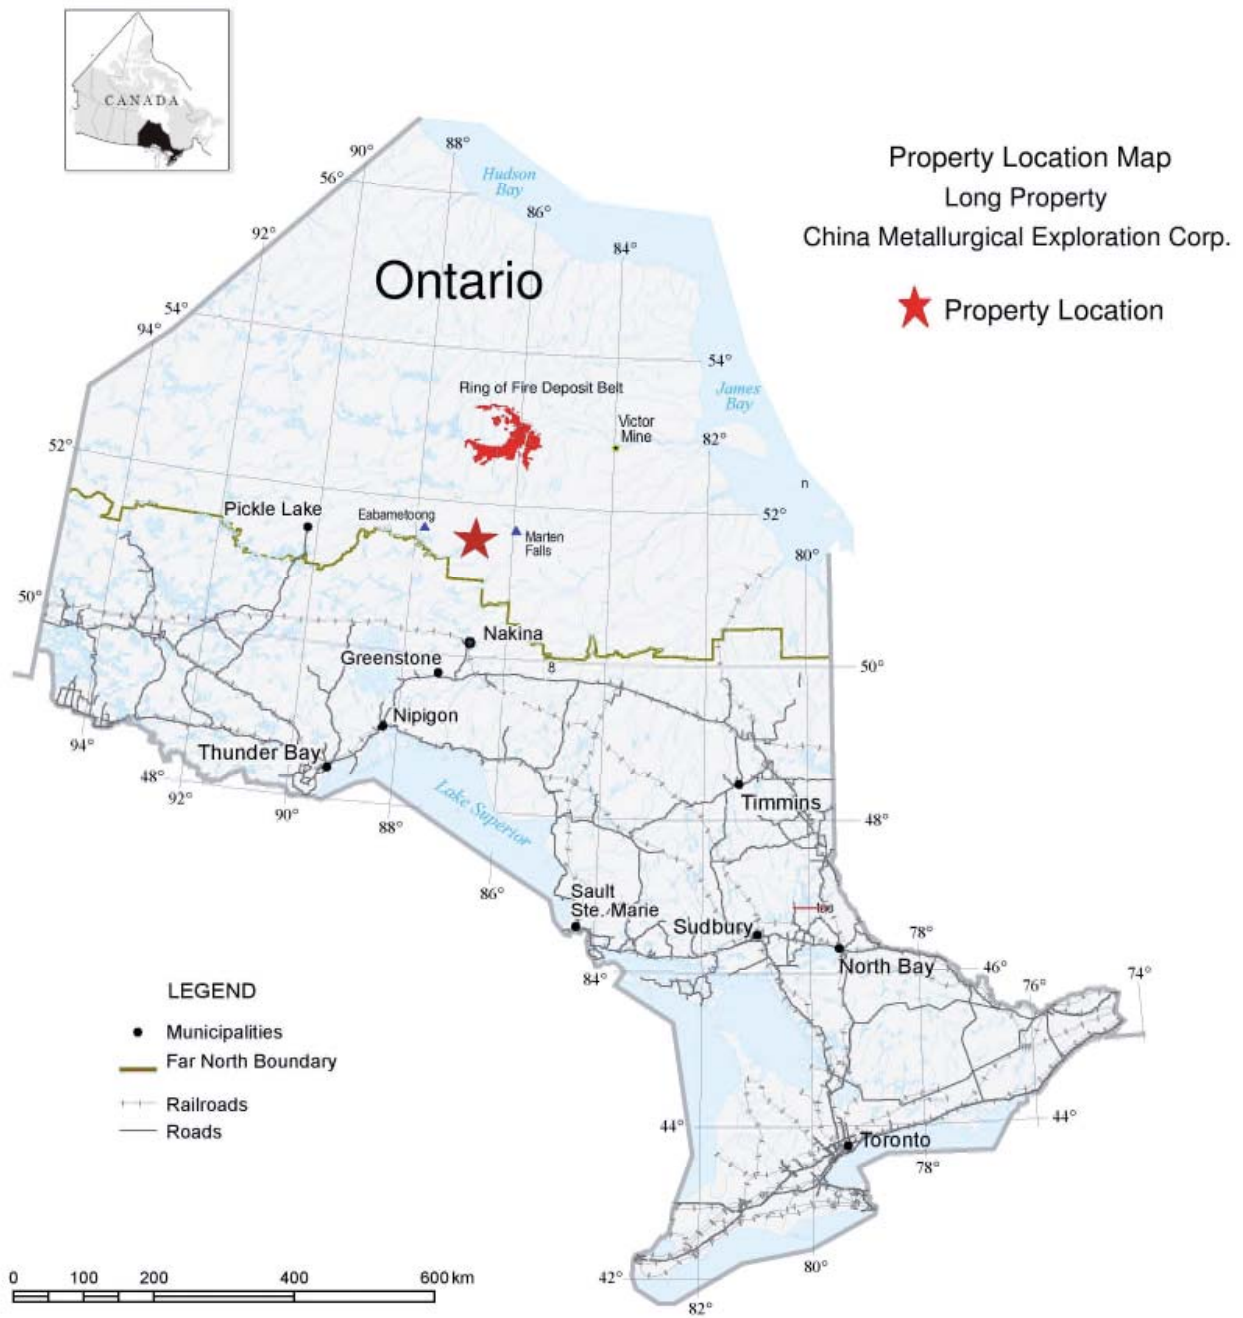 CANADA
Property Location Map
Long Property
China Metallurgical Exploration Corp.
Property Location
90°
88°
56°
Hudson
Bay
86°
92°
84°
Ontario
54°
94°
54°
Ring of Fire Deposit Belt
James
Bay
Victor
Mine
82°
52°
n
Pickle Lake
Eabametoong
52°
Marten
Falls
80°
50°
Nakina
Greenstone
8
50°
Nipigon
94°
Thunder Bay
48°
92°
Lake Superior
90°
88°
Timmins
48°
86°
Sault
Ste. Marie
Sudbury
78°
North Bay
46°
76°
74°
84°
LEGEND
Municipalities
Far North Boundary
Railroads
Roads
44°
44°
Toronto
78°
80°
42°
82°
0 100 200 400 600 km